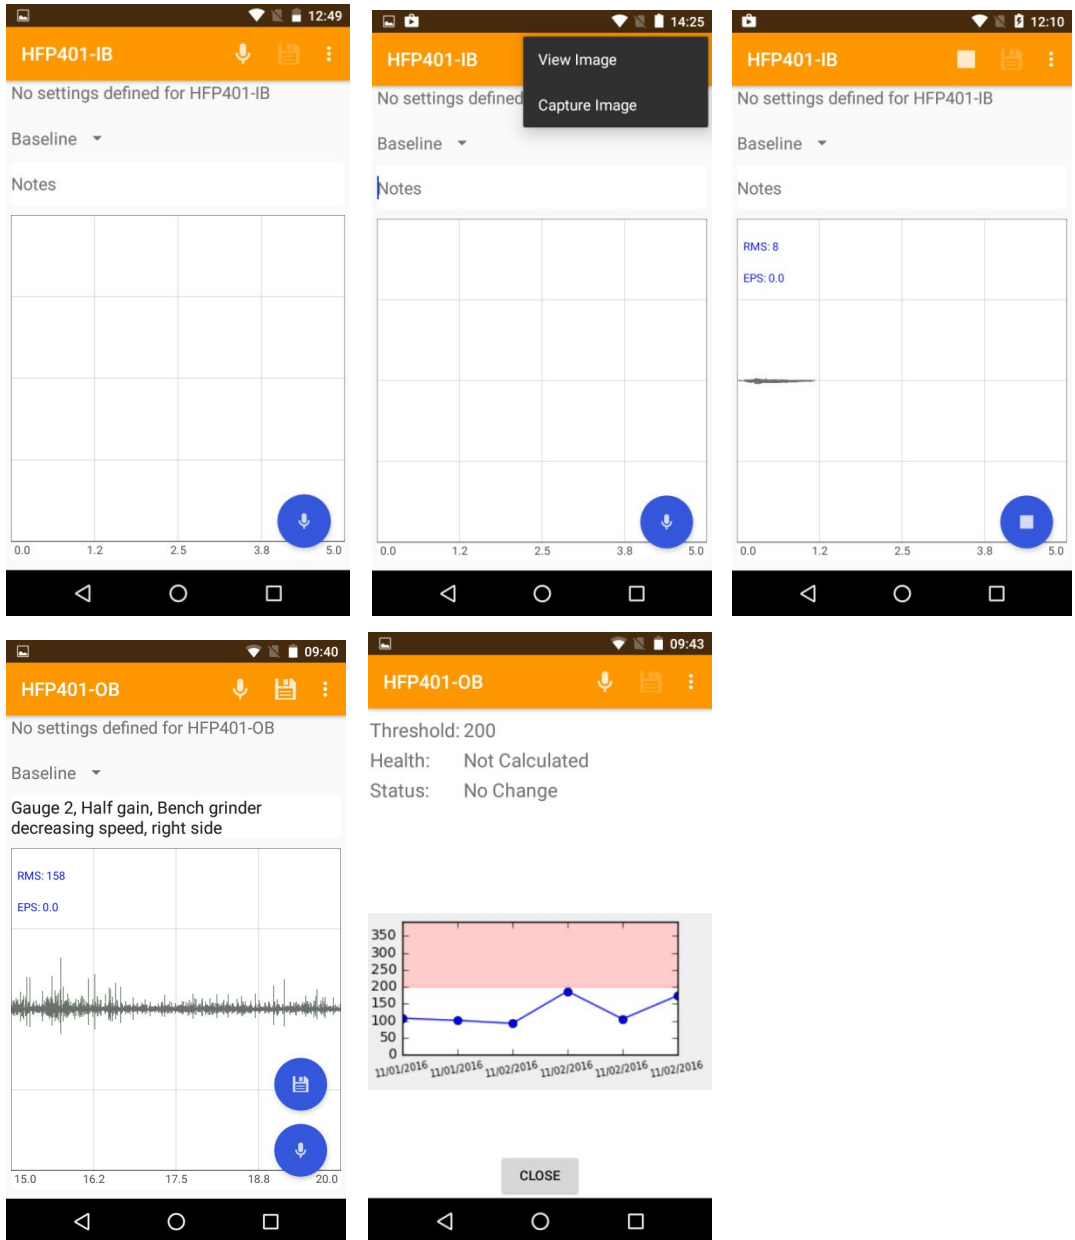 12:49
HFP401-IB
No settings defined for HFP401-IB
Baseline
Notes
0.0 1.2 2.5 3.8 5.0
14:25
HFP401-IB
View Image
Capture Image
No settings defined
Baseline
Notes
0.0 1.2 2.5 3.8 5.0
12:10
HFP401-IB
No settings defined for HFP401-IB
Baseline
Notes
RMS: 8
EPS: 0.0
0.0 1.2 2.5 3.8 5.0
09:40
HFP401-OB
No settings defined for HFP401-OB
Baseline
Gauge 2, Half gain, Bench grinder
decreasing speed, right side
RMS: 158
EPS: 0.0
15.0 16.2 17.5 18.8 20.0
09:43
HFP401-OB
Threshold: 200
Health: Not Calculated
Status: No Change
350
300
250
200
150
100
50
0
11/01/2016 11/01/2016 11/02/2016 11/02/2016 11/02/2016 11/02/2016
CLOSE